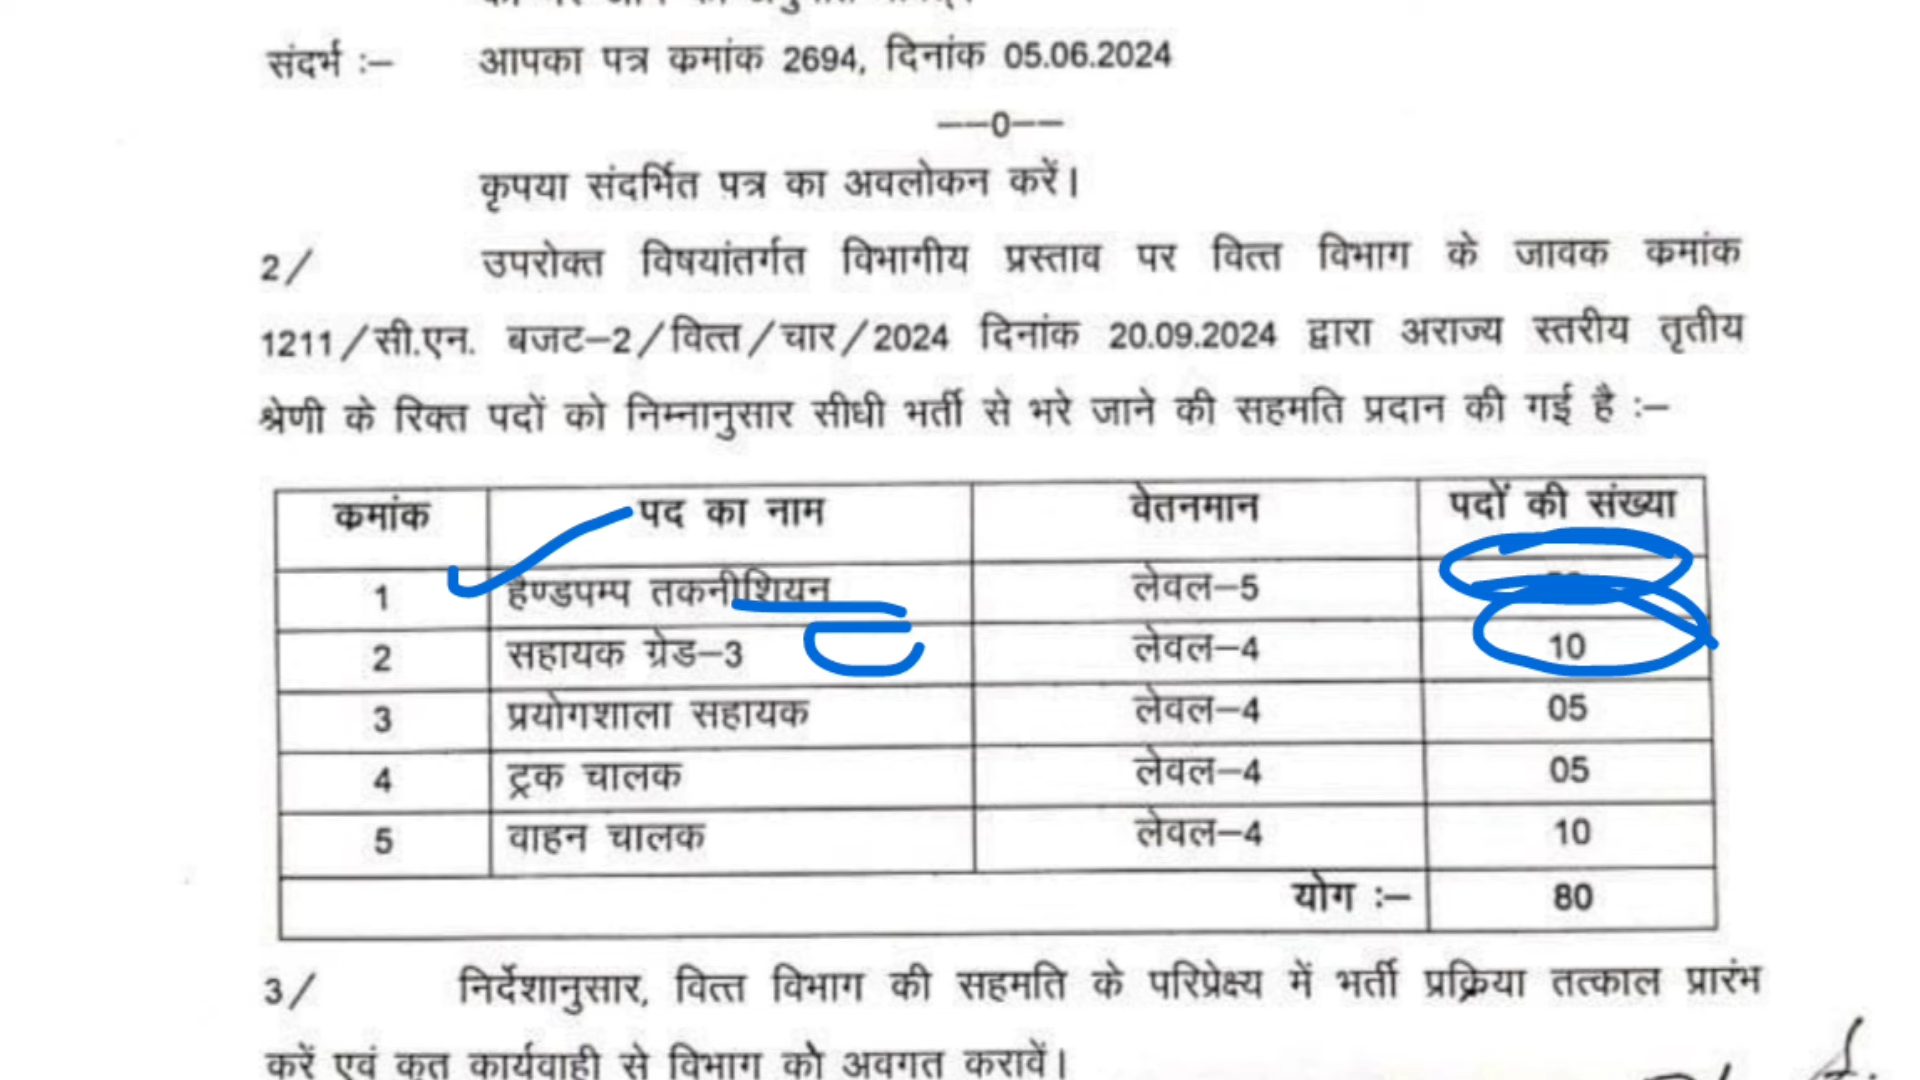 संदर्भ :– आपका पत्र कमांक 2694, दिनांक 05.06.2024
––0––
कृपया संदर्भित पत्र का अवलोकन करें।
2/ उपरोक्त विषयांतर्गत विभागीय प्रस्ताव पर वित्त विभाग के जावक कमांक
1211/सी.एन. बजट–2/वित्त/चार/2024 दिनांक 20.09.2024 द्वारा अराज्य स्तरीय तृतीय
श्रेणी के रिक्त पदों को निम्नानुसार सीधी भर्ती से भरे जाने की सहमति प्रदान की गई है :–
कमांक पद का नाम वेतनमान पदों की संख्या
1 हैण्डपम्प तकनीशियन लेवल–5
2 सहायक ग्रेड–3 लेवल–4 10
3 प्रयोगशाला सहायक लेवल–4 05
4 ट्रक चालक लेवल–4 05
5 वाहन चालक लेवल–4 10
योग :– 80
3/ निर्देशानुसार, वित्त विभाग की सहमति के परिप्रेक्ष्य में भर्ती प्रक्रिया तत्काल प्रारंभ
करें एवं कृत कार्यवाही से विभाग को अवगत करावें।